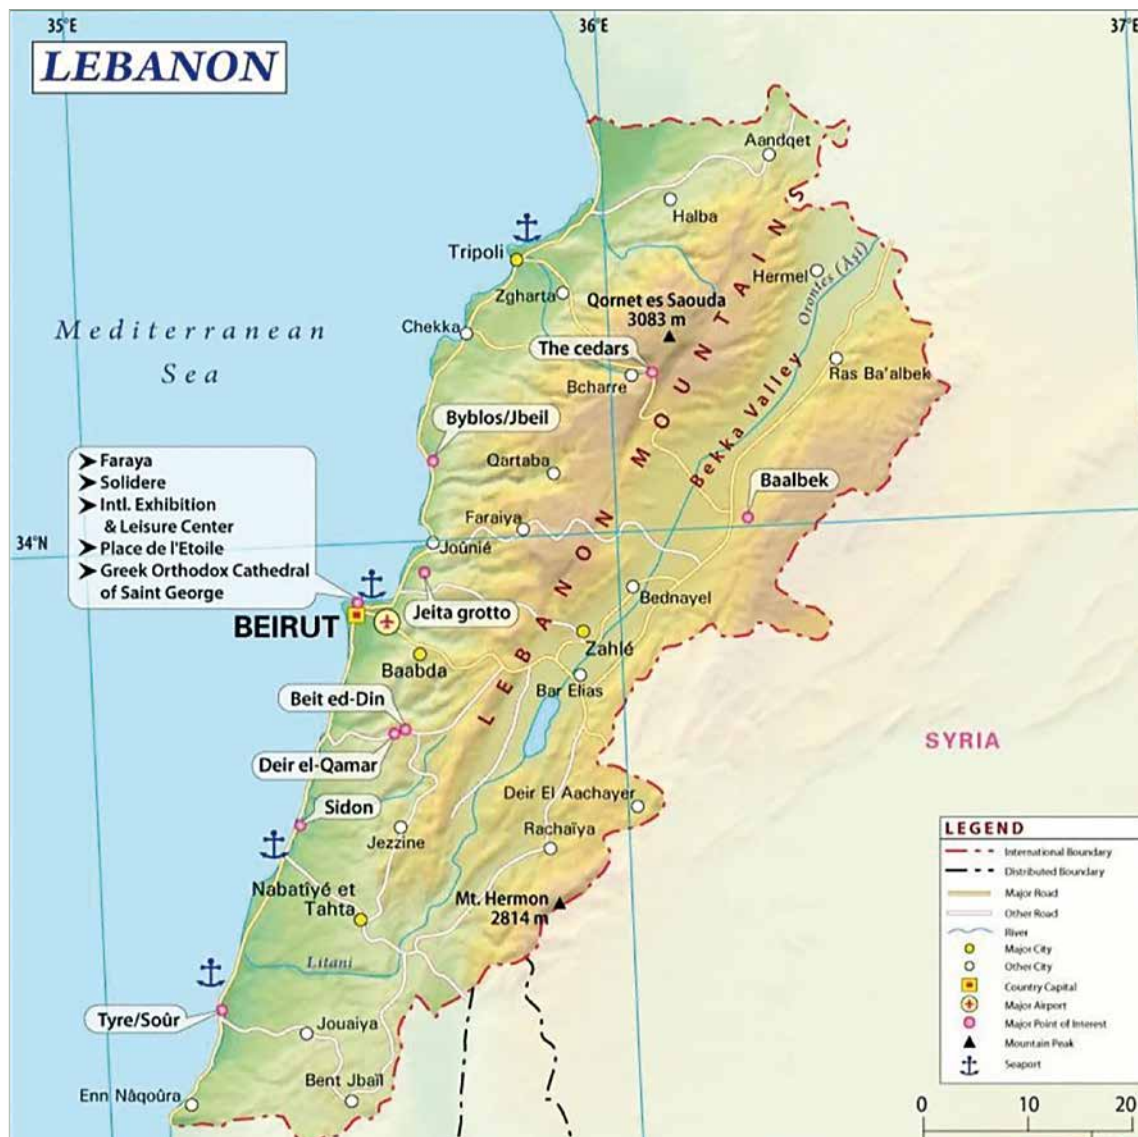 35°E
36°E
37°E
LEBANON
Aandqet
Halba
Tripoli
Hermel
Orontes (Aşi)
Zgharta
Qornet es Saouda
3083 m
Mediterranean
Sea
Chekka
The cedars
Bcharre
Ras Ba'albek
LEBANON MOUNTAINS
Bekka Valley
Byblos/Jbeil
Qartaba
Baalbek
Faraya
Solidere
Intl. Exhibition
& Leisure Center
Place de l'Etoile
Greek Orthodox Cathedral
of Saint George
Faraiya
34°N
Joûnié
Jeita grotto
Bednayel
BEIRUT
Zahlé
Baabda
Bar Elias
Beit ed-Din
Deir el-Qamar
SYRIA
Sidon
Deir El Aachayer
Jezzine
Rachaïya
Nabatîyé et
Tahta
Mt. Hermon
2814 m
Litani
Tyre/Soûr
Jouaiya
Bent Jbaïl
Enn Nâqoûra
LEGEND
International Boundary
Distributed Boundary
Major Road
Other Road
River
Major City
Other City
Country Capital
Major Airport
Major Point of Interest
Mountain Peak
Seaport
0 10 20